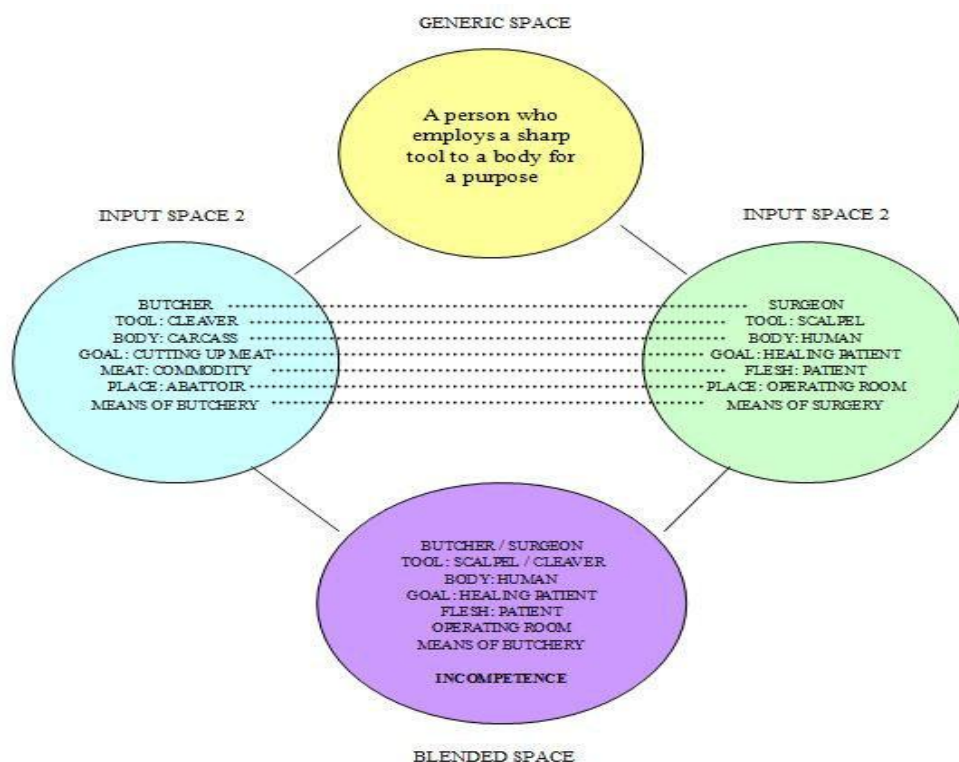 GENERIC SPACE
A person who
employs a sharp
tool to a body for
a purpose
INPUT SPACE 2
INPUT SPACE 2
BUTCHER
TOOL: CLEAVER
BODY: CARCASS
GOAL: CUTTING UP MEAT
MEAT: COMMODITY
PLACE: ABATTOIR
MEANS OF BUTCHERY
SURGEON
TOOL: SCALPEL
BODY: HUMAN
GOAL: HEALING PATIENT
FLESH: PATIENT
PLACE: OPERATING ROOM
MEANS OF SURGERY
BUTCHER / SURGEON
TOOL: SCALPEL / CLEAVER
BODY: HUMAN
GOAL: HEALING PATIENT
FLESH: PATIENT
OPERATING ROOM
MEANS OF BUTCHERY
INCOMPETENCE
BLENDED SPACE